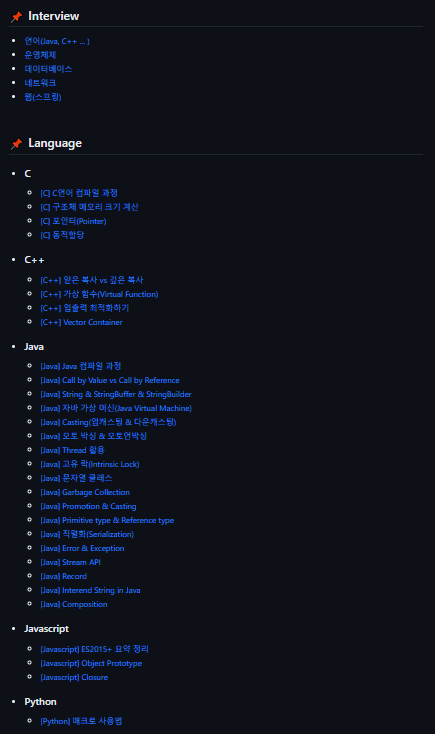 Interview
언어(Java, C++ ... )
운영체제
데이터베이스
네트워크
웹(스프링)
Language
C
[C] C언어 컴파일 과정
[C] 구조체 메모리 크기 계산
[C] 포인터(Pointer)
[C] 동적할당
C++
[C++] 얕은 복사 vs 깊은 복사
[C++] 가상 함수(Virtual Function)
[C++] 입출력 최적화하기
[C++] Vector Container
Java
[Java] Java 컴파일 과정
[Java] Call by Value vs Call by Reference
[Java] String & StringBuffer & StringBuilder
[Java] 자바 가상 머신(Java Virtual Machine)
[Java] Casting(업캐스팅 & 다운캐스팅)
[Java] 오토 박싱 & 오토언박싱
[Java] Thread 활용
[Java] 고유 락(Intrinsic Lock)
[Java] 문자열 클래스
[Java] Garbage Collection
[Java] Promotion & Casting
[Java] Primitive type & Reference type
[Java] 직렬화(Serialization)
[Java] Error & Exception
[Java] Stream API
[Java] Record
[Java] Interend String in Java
[Java] Composition
Javascript
[Javascript] ES2015+ 요약 정리
[Javascript] Object Prototype
[Javascript] Closure
Python
[Python] 매크로 사용법